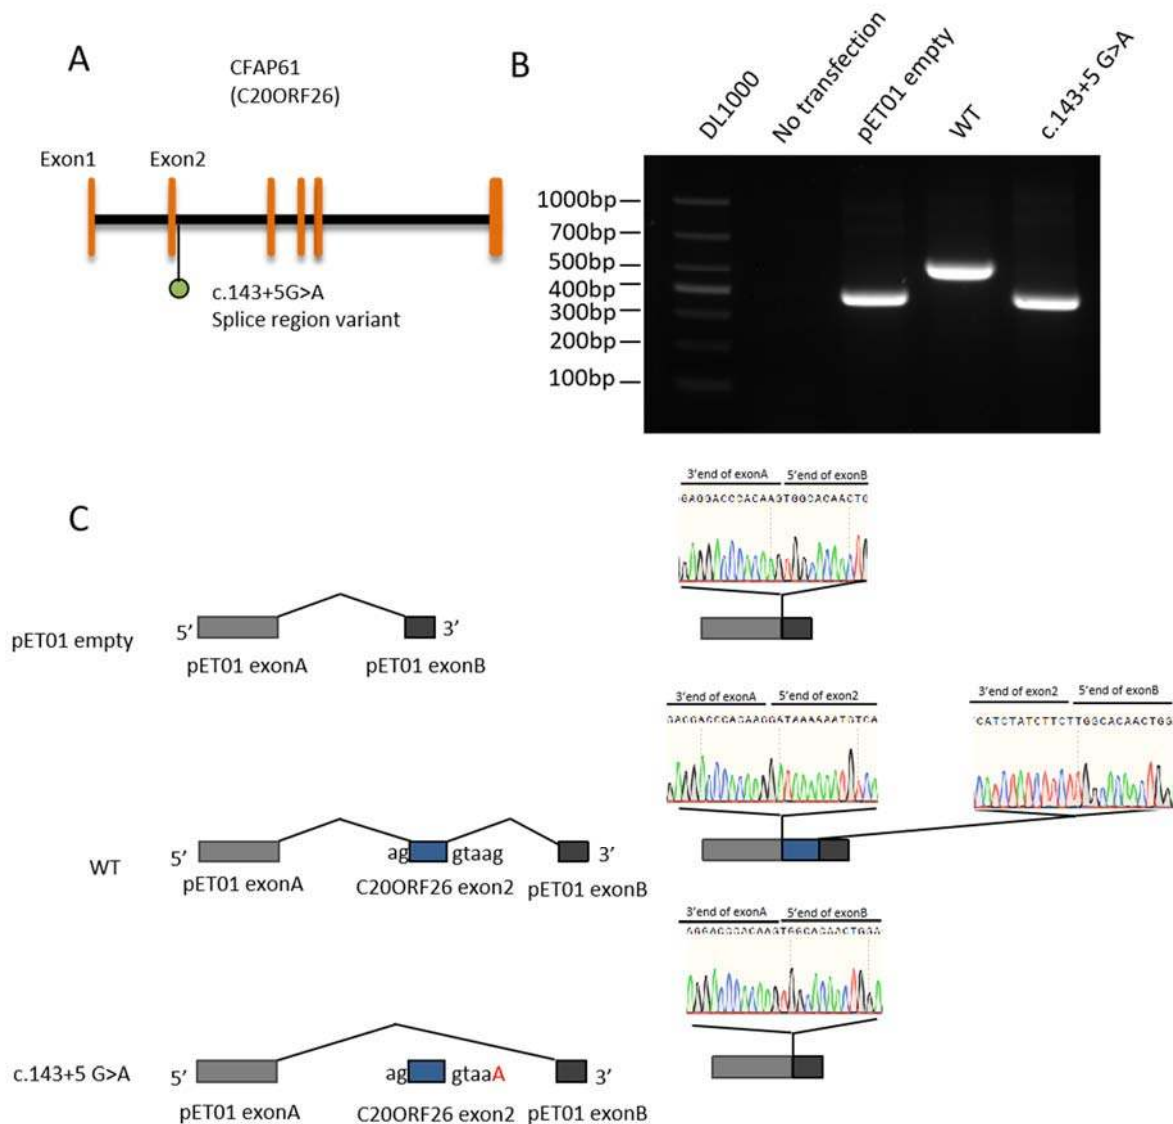 A
CFAP61
(C20ORF26)
Exon1
Exon2
c.143+5G>A
Splice region variant
B
DL1000
No transfection
pET01 empty
WT
c.143+5 G>A
1000bp
700bp
500bp
400bp
300bp
200bp
100bp
C
pET01 empty
5'
3'
pET01 exonA
pET01 exonB
3'end of exonA
5'end of exonB
GAGGACCCACAAGTGGCACAACTG
WT
5'
ag
gtaag
3'
pET01 exonA
C20ORF26 exon2
pET01 exonB
3'end of exonA
5'end of exon2
GAGGACCCACAAGGATAAAAAATGTCA
3'end of exon2
5'end of exonB
CATCTATCTTCTTGGCACAACTGG
c.143+5 G>A
5'
ag
gtaaA
3'
pET01 exonA
C20ORF26 exon2
pET01 exonB
3'end of exonA
5'end of exonB
AGGACCCACAAGTGGCACAACTGGA